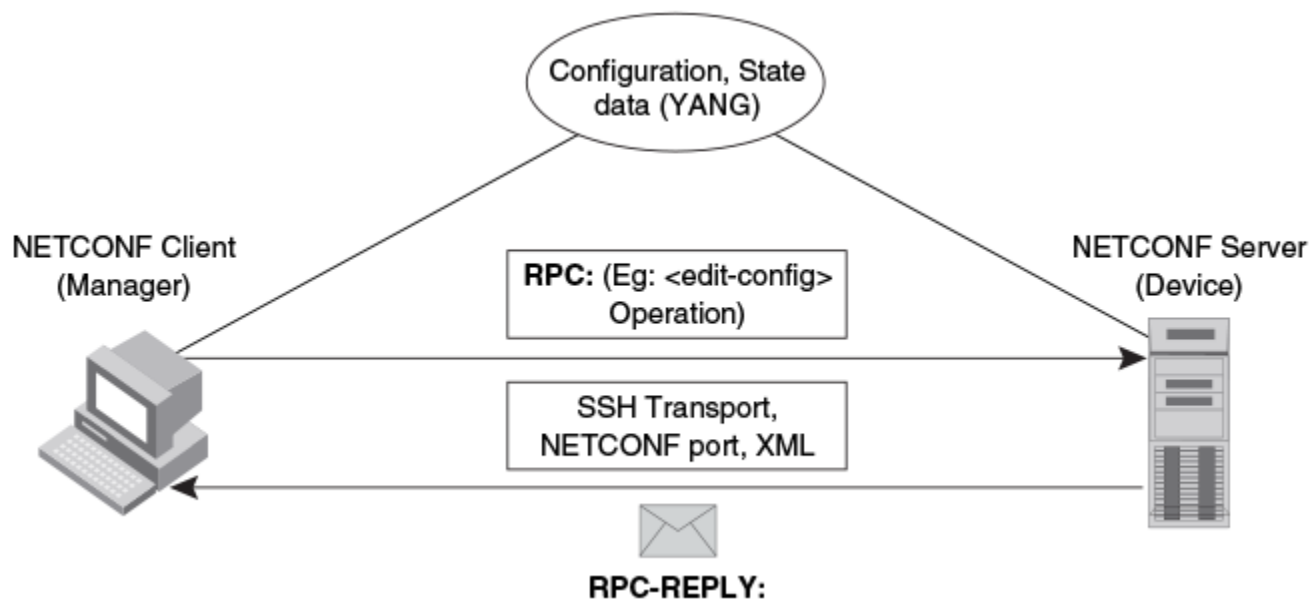 Configuration, State
data (YANG)
NETCONF Client
(Manager)
NETCONF Server
(Device)
RPC: (Eg: <edit-config>
Operation)
SSH Transport,
NETCONF port, XML
RPC-REPLY: